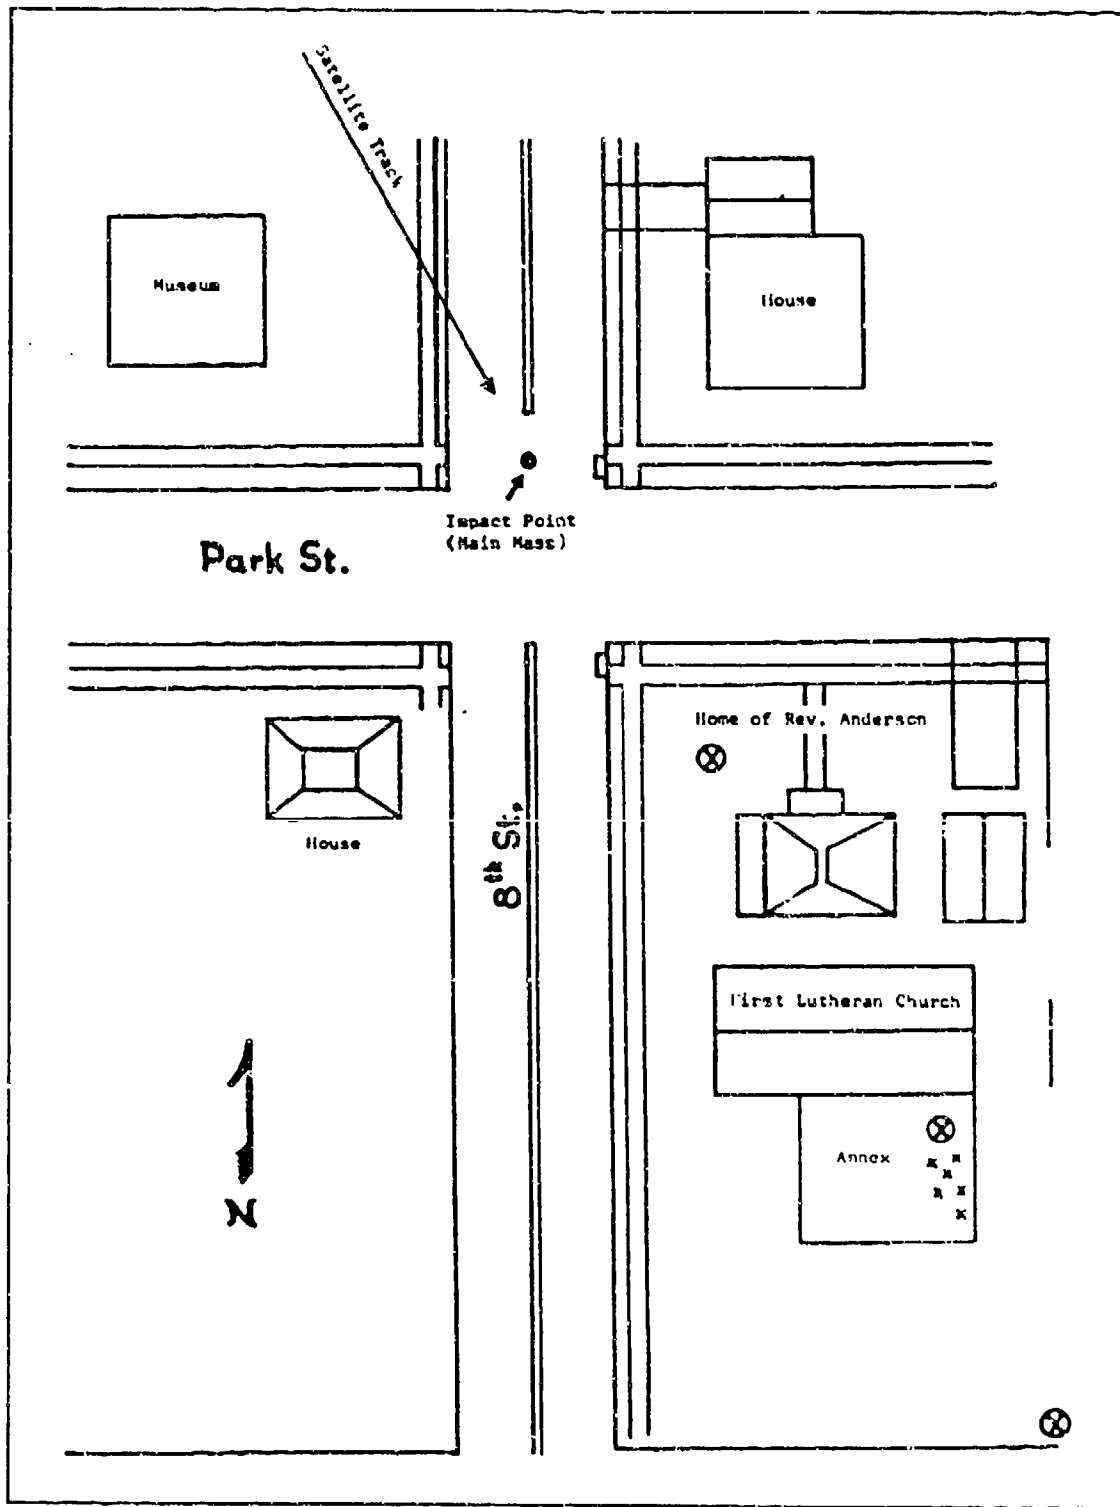 Satellite Track
Museum
House
Impact Point
(Main Mass)
Park St.
Home of Rev. Anderson
House
8th St.
First Lutheran Church
Annex
N